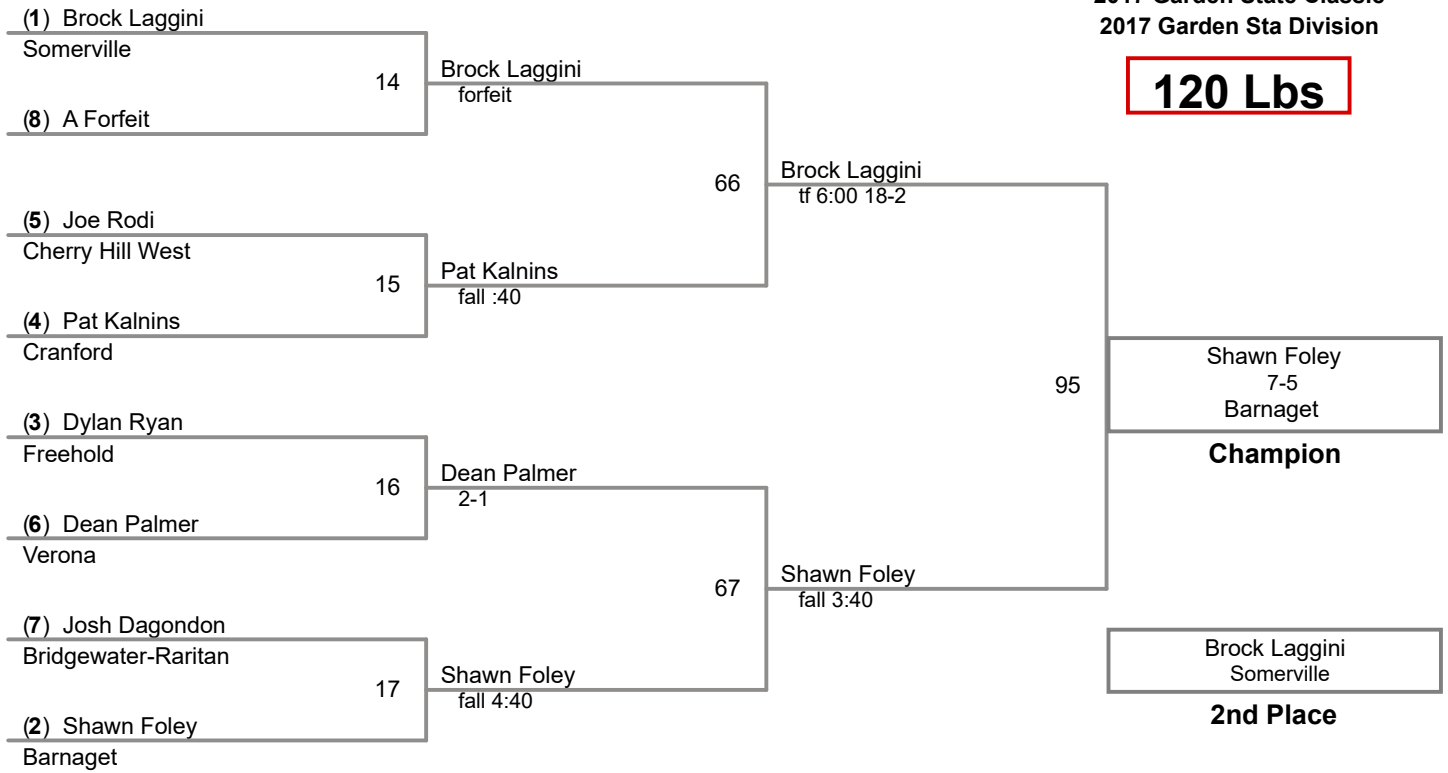 2017 Garden State Classic
2017 Garden Sta Division
120 Lbs
(1) Brock Laggini
Somerville
14
(8) A Forfeit
Brock Laggini
forfeit
66
(5) Joe Rodi
Cherry Hill West
15
(4) Pat Kalnins
Cranford
Pat Kalnins
fall :40
Brock Laggini
tf 6:00 18-2
95
(3) Dylan Ryan
Freehold
16
(6) Dean Palmer
Verona
Dean Palmer
2-1
67
(7) Josh Dagondon
Bridgewater-Raritan
17
(2) Shawn Foley
Barnaget
Shawn Foley
fall 4:40
Shawn Foley
fall 3:40
Shawn Foley
7-5
Barnaget
Champion
Brock Laggini
Somerville
2nd Place